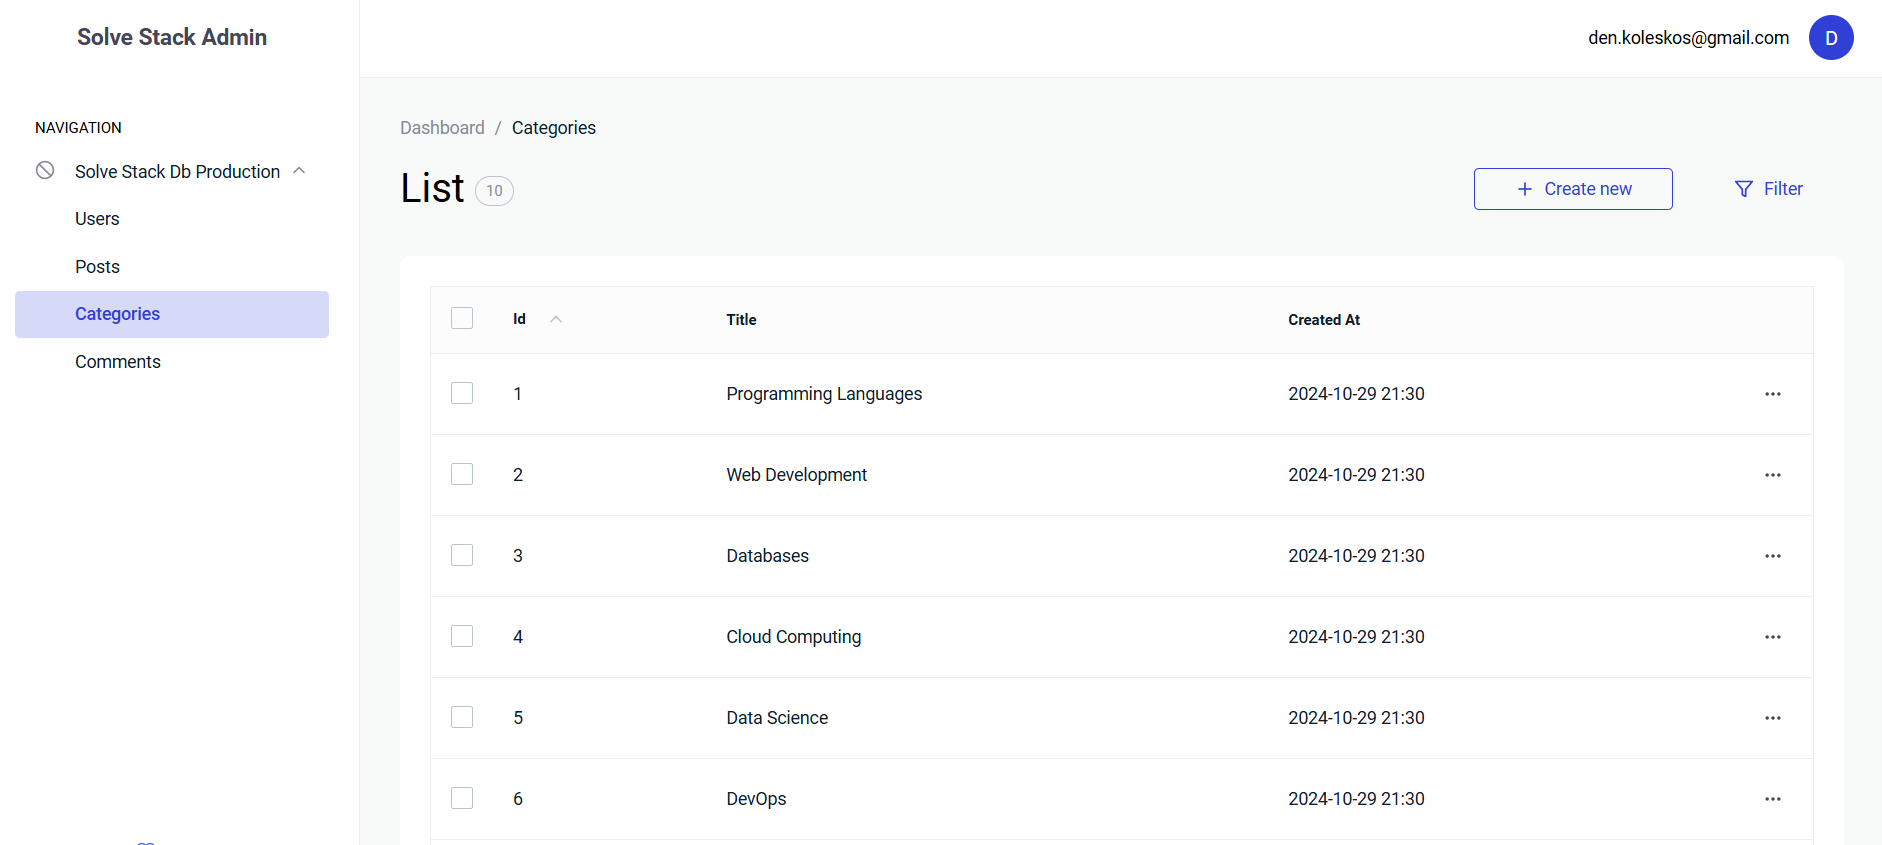 Solve Stack Admin
den.koleskos@gmail.com
D
NAVIGATION
Solve Stack Db Production
Users
Posts
Categories
Comments
Dashboard / Categories
List 10
Create new
Filter
Id Title Created At
1 Programming Languages 2024-10-29 21:30
2 Web Development 2024-10-29 21:30
3 Databases 2024-10-29 21:30
4 Cloud Computing 2024-10-29 21:30
5 Data Science 2024-10-29 21:30
6 DevOps 2024-10-29 21:30